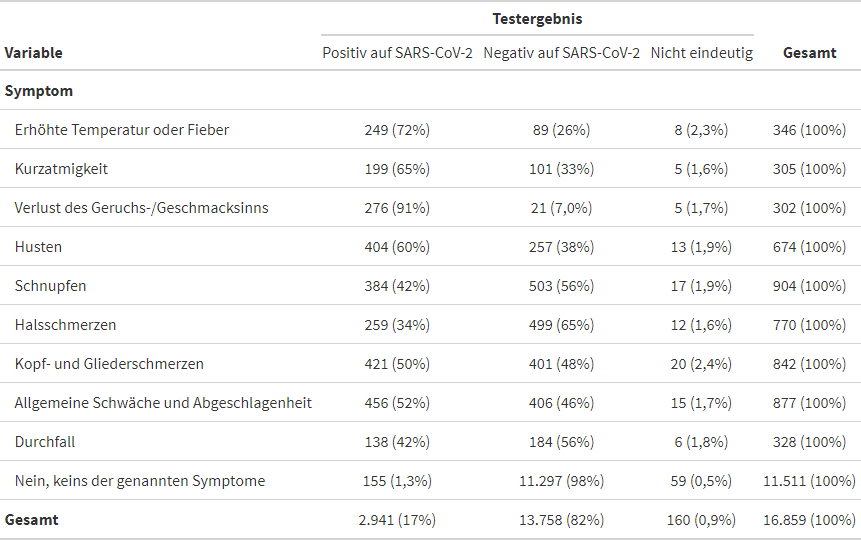 Testergebnis
Variable Positiv auf SARS-CoV-2 Negativ auf SARS-CoV-2 Nicht eindeutig Gesamt
Symptom
Erhöhte Temperatur oder Fieber 249 (72%) 89 (26%) 8 (2,3%) 346 (100%)
Kurzatmigkeit 199 (65%) 101 (33%) 5 (1,6%) 305 (100%)
Verlust des Geruchs-/Geschmacksinns 276 (91%) 21 (7,0%) 5 (1,7%) 302 (100%)
Husten 404 (60%) 257 (38%) 13 (1,9%) 674 (100%)
Schnupfen 384 (42%) 503 (56%) 17 (1,9%) 904 (100%)
Halsschmerzen 259 (34%) 499 (65%) 12 (1,6%) 770 (100%)
Kopf- und Gliederschmerzen 421 (50%) 401 (48%) 20 (2,4%) 842 (100%)
Allgemeine Schwäche und Abgeschlagenheit 456 (52%) 406 (46%) 15 (1,7%) 877 (100%)
Durchfall 138 (42%) 184 (56%) 6 (1,8%) 328 (100%)
Nein, keins der genannten Symptome 155 (1,3%) 11.297 (98%) 59 (0,5%) 11.511 (100%)
Gesamt 2.941 (17%) 13.758 (82%) 160 (0,9%) 16.859 (100%)